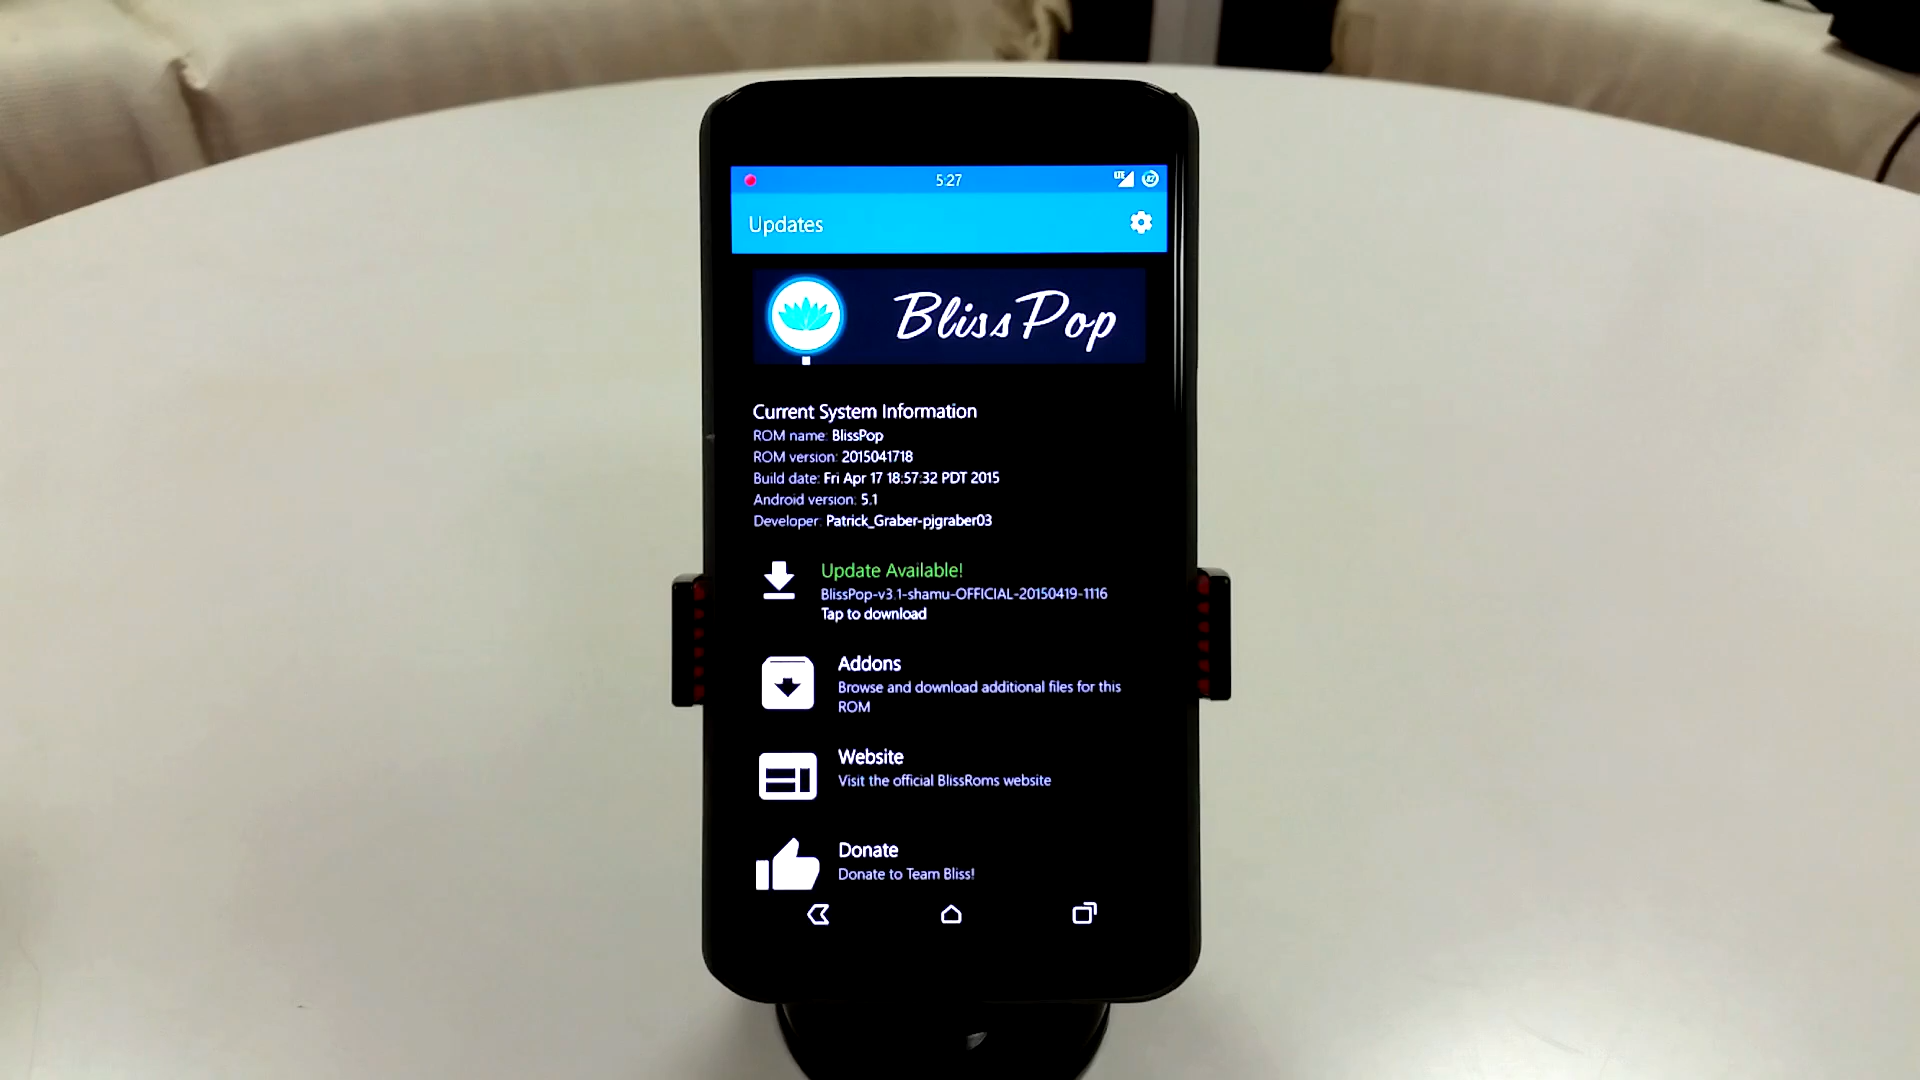 5:27
LTE
Updates
BlissPop
Current System Information
ROM name: BlissPop
ROM version: 2015041718
Build date: Fri Apr 17 18:57:32 PDT 2015
Android version: 5.1
Developer: Patrick_Graber-pjgraber03
Update Available!
BlissPop-v3.1-shamu-OFFICIAL-20150419-1116
Tap to download
Addons
Browse and download additional files for this
ROM
Website
Visit the official BlissRoms website
Donate
Donate to Team Bliss!